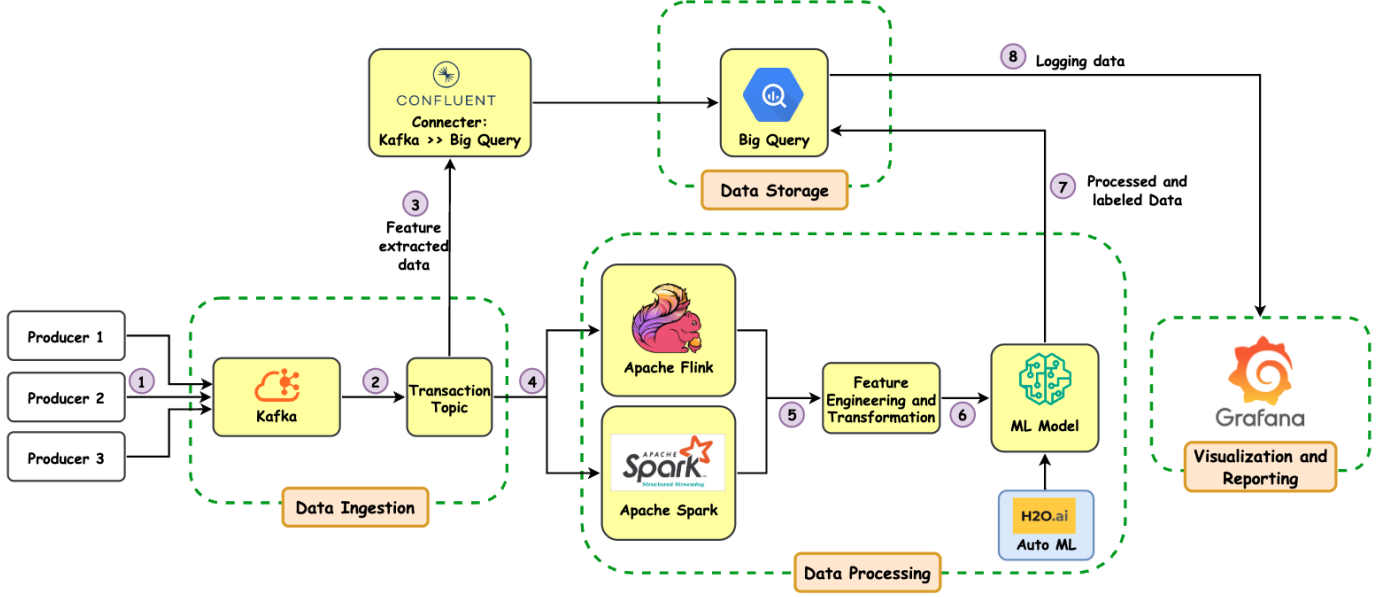 8
Logging data
CONFLUENT
Connecter:
Kafka >> Big Query
Big Query
Data Storage
3
Feature
extracted
data
7
Processed and
labeled Data
Producer 1
Producer 2
Producer 3
1
Kafka
2
Transaction
Topic
4
Data Ingestion
Apache Flink
APACHE
Spark
Structured Streaming
Apache Spark
5
Feature
Engineering and
Transformation
6
ML Model
H2O.ai
Auto ML
Data Processing
Grafana
Visualization and
Reporting